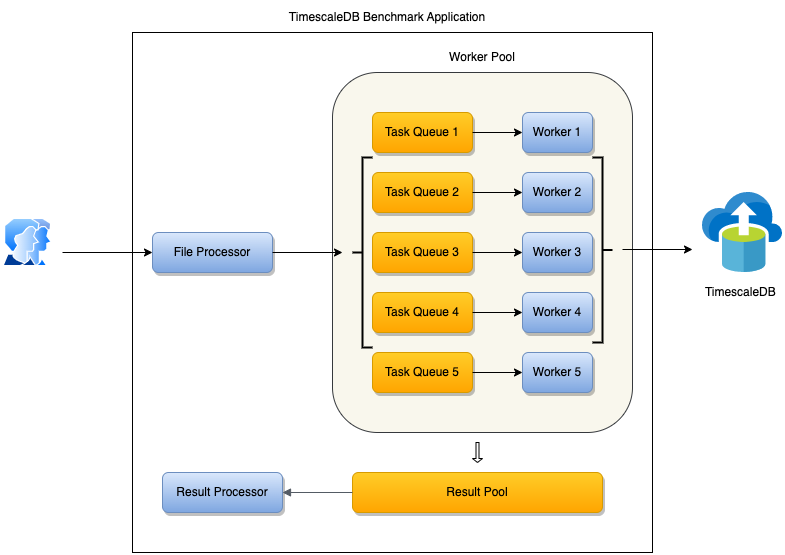 TimescaleDB Benchmark Application
Worker Pool
Task Queue 1
Worker 1
Task Queue 2
Worker 2
File Processor
Task Queue 3
Worker 3
Task Queue 4
Worker 4
Task Queue 5
Worker 5
TimescaleDB
Result Processor
Result Pool